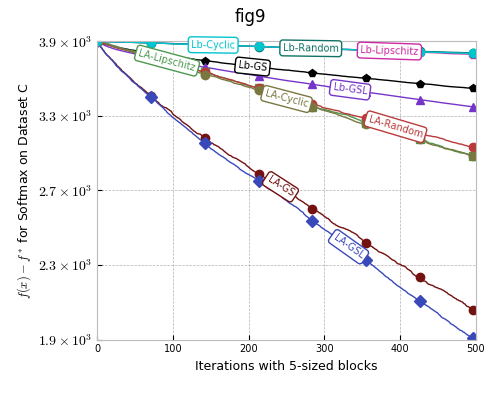 fig9
3.9 × 10³
3.3 × 10³
2.7 × 10³
2.3 × 10³
1.9 × 10³
f(x) − f* for Softmax on Dataset C
Lb-Cyclic
Lb-Random
Lb-Lipschitz
LA-Lipschitz
Lb-GS
Lb-GSL
LA-Cyclic
LA-Random
LA-GS
LA-GSL
0
100
200
300
400
500
Iterations with 5-sized blocks